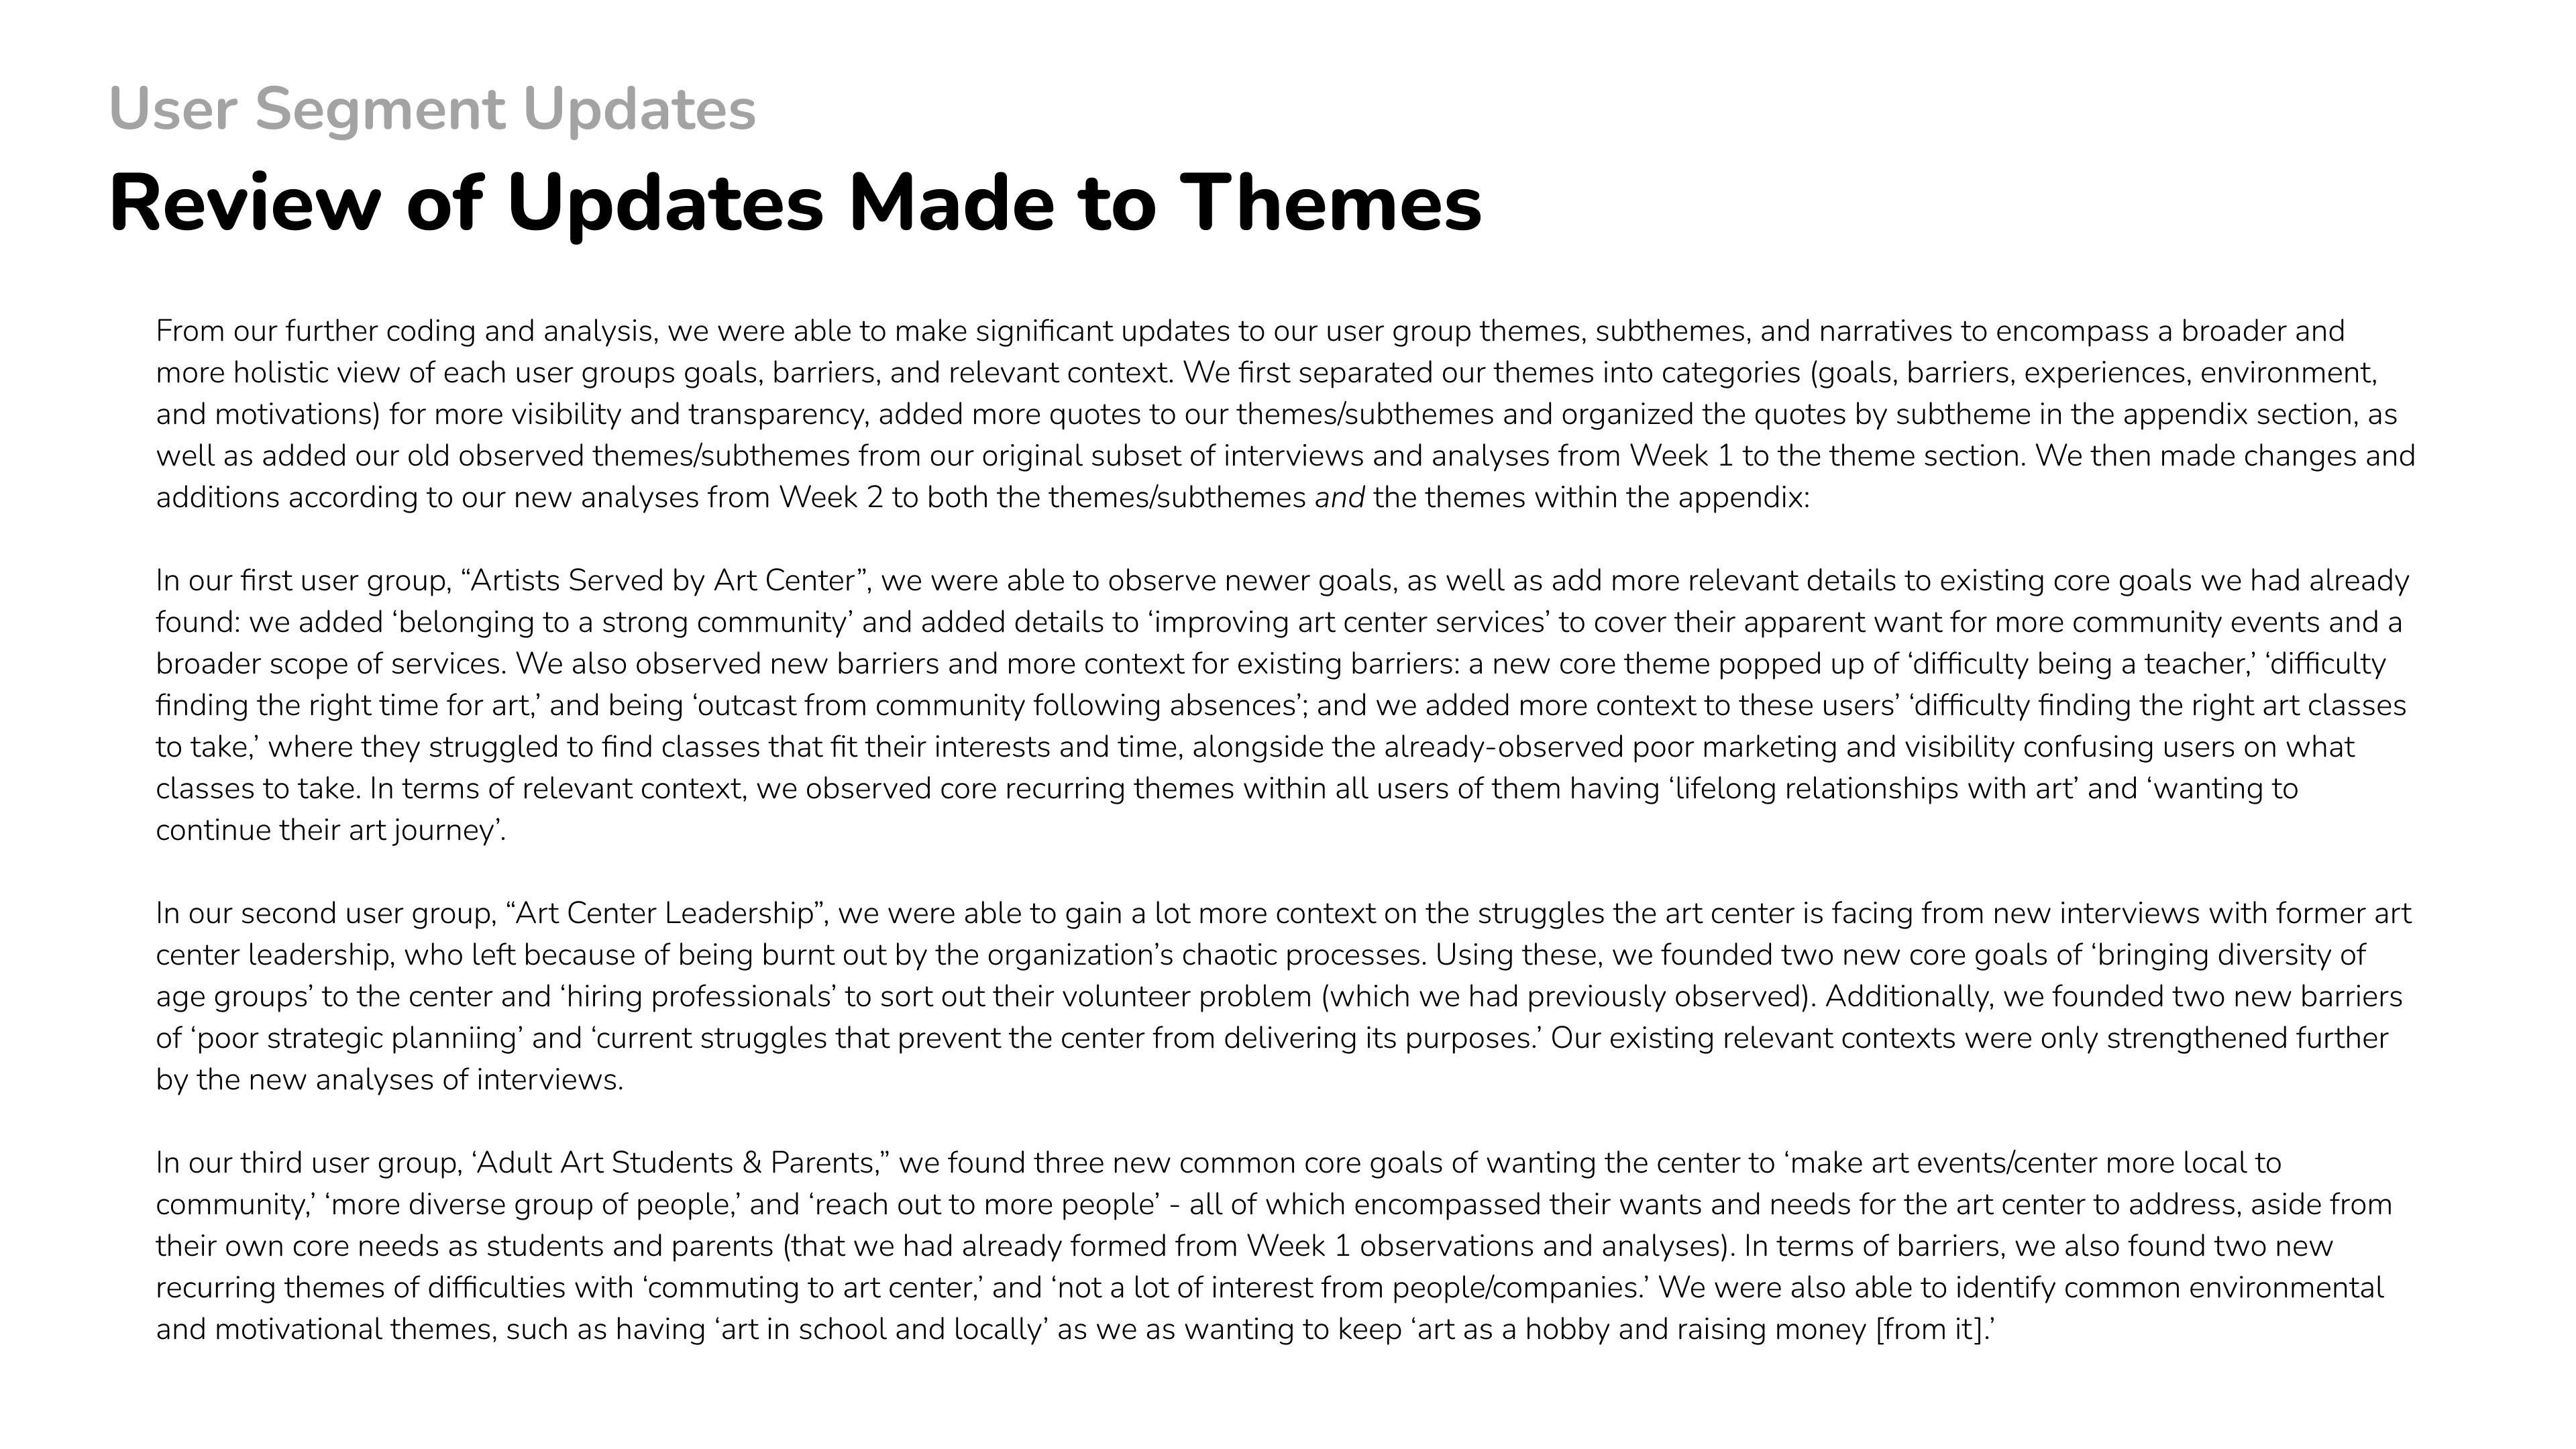 User Segment Updates
Review of Updates Made to Themes
From our further coding and analysis, we were able to make significant updates to our user group themes, subthemes, and narratives to encompass a broader and
more holistic view of each user groups goals, barriers, and relevant context. We first separated our themes into categories (goals, barriers, experiences, environment,
and motivations) for more visibility and transparency, added more quotes to our themes/subthemes and organized the quotes by subtheme in the appendix section, as
well as added our old observed themes/subthemes from our original subset of interviews and analyses from Week 1 to the theme section. We then made changes and
additions according to our new analyses from Week 2 to both the themes/subthemes and the themes within the appendix:
In our first user group, “Artists Served by Art Center”, we were able to observe newer goals, as well as add more relevant details to existing core goals we had already
found: we added ‘belonging to a strong community’ and added details to ‘improving art center services’ to cover their apparent want for more community events and a
broader scope of services. We also observed new barriers and more context for existing barriers: a new core theme popped up of ‘difficulty being a teacher,’ ‘difficulty
finding the right time for art,’ and being ‘outcast from community following absences’; and we added more context to these users’ ‘difficulty finding the right art classes
to take,’ where they struggled to find classes that fit their interests and time, alongside the already-observed poor marketing and visibility confusing users on what
classes to take. In terms of relevant context, we observed core recurring themes within all users of them having ‘lifelong relationships with art’ and ‘wanting to
continue their art journey’.
In our second user group, “Art Center Leadership”, we were able to gain a lot more context on the struggles the art center is facing from new interviews with former art
center leadership, who left because of being burnt out by the organization’s chaotic processes. Using these, we founded two new core goals of ‘bringing diversity of
age groups’ to the center and ‘hiring professionals’ to sort out their volunteer problem (which we had previously observed). Additionally, we founded two new barriers
of ‘poor strategic planniing’ and ‘current struggles that prevent the center from delivering its purposes.’ Our existing relevant contexts were only strengthened further
by the new analyses of interviews.
In our third user group, ‘Adult Art Students & Parents,” we found three new common core goals of wanting the center to ‘make art events/center more local to
community,’ ‘more diverse group of people,’ and ‘reach out to more people’ - all of which encompassed their wants and needs for the art center to address, aside from
their own core needs as students and parents (that we had already formed from Week 1 observations and analyses). In terms of barriers, we also found two new
recurring themes of difficulties with ‘commuting to art center,’ and ‘not a lot of interest from people/companies.’ We were also able to identify common environmental
and motivational themes, such as having ‘art in school and locally’ as we as wanting to keep ‘art as a hobby and raising money [from it].’